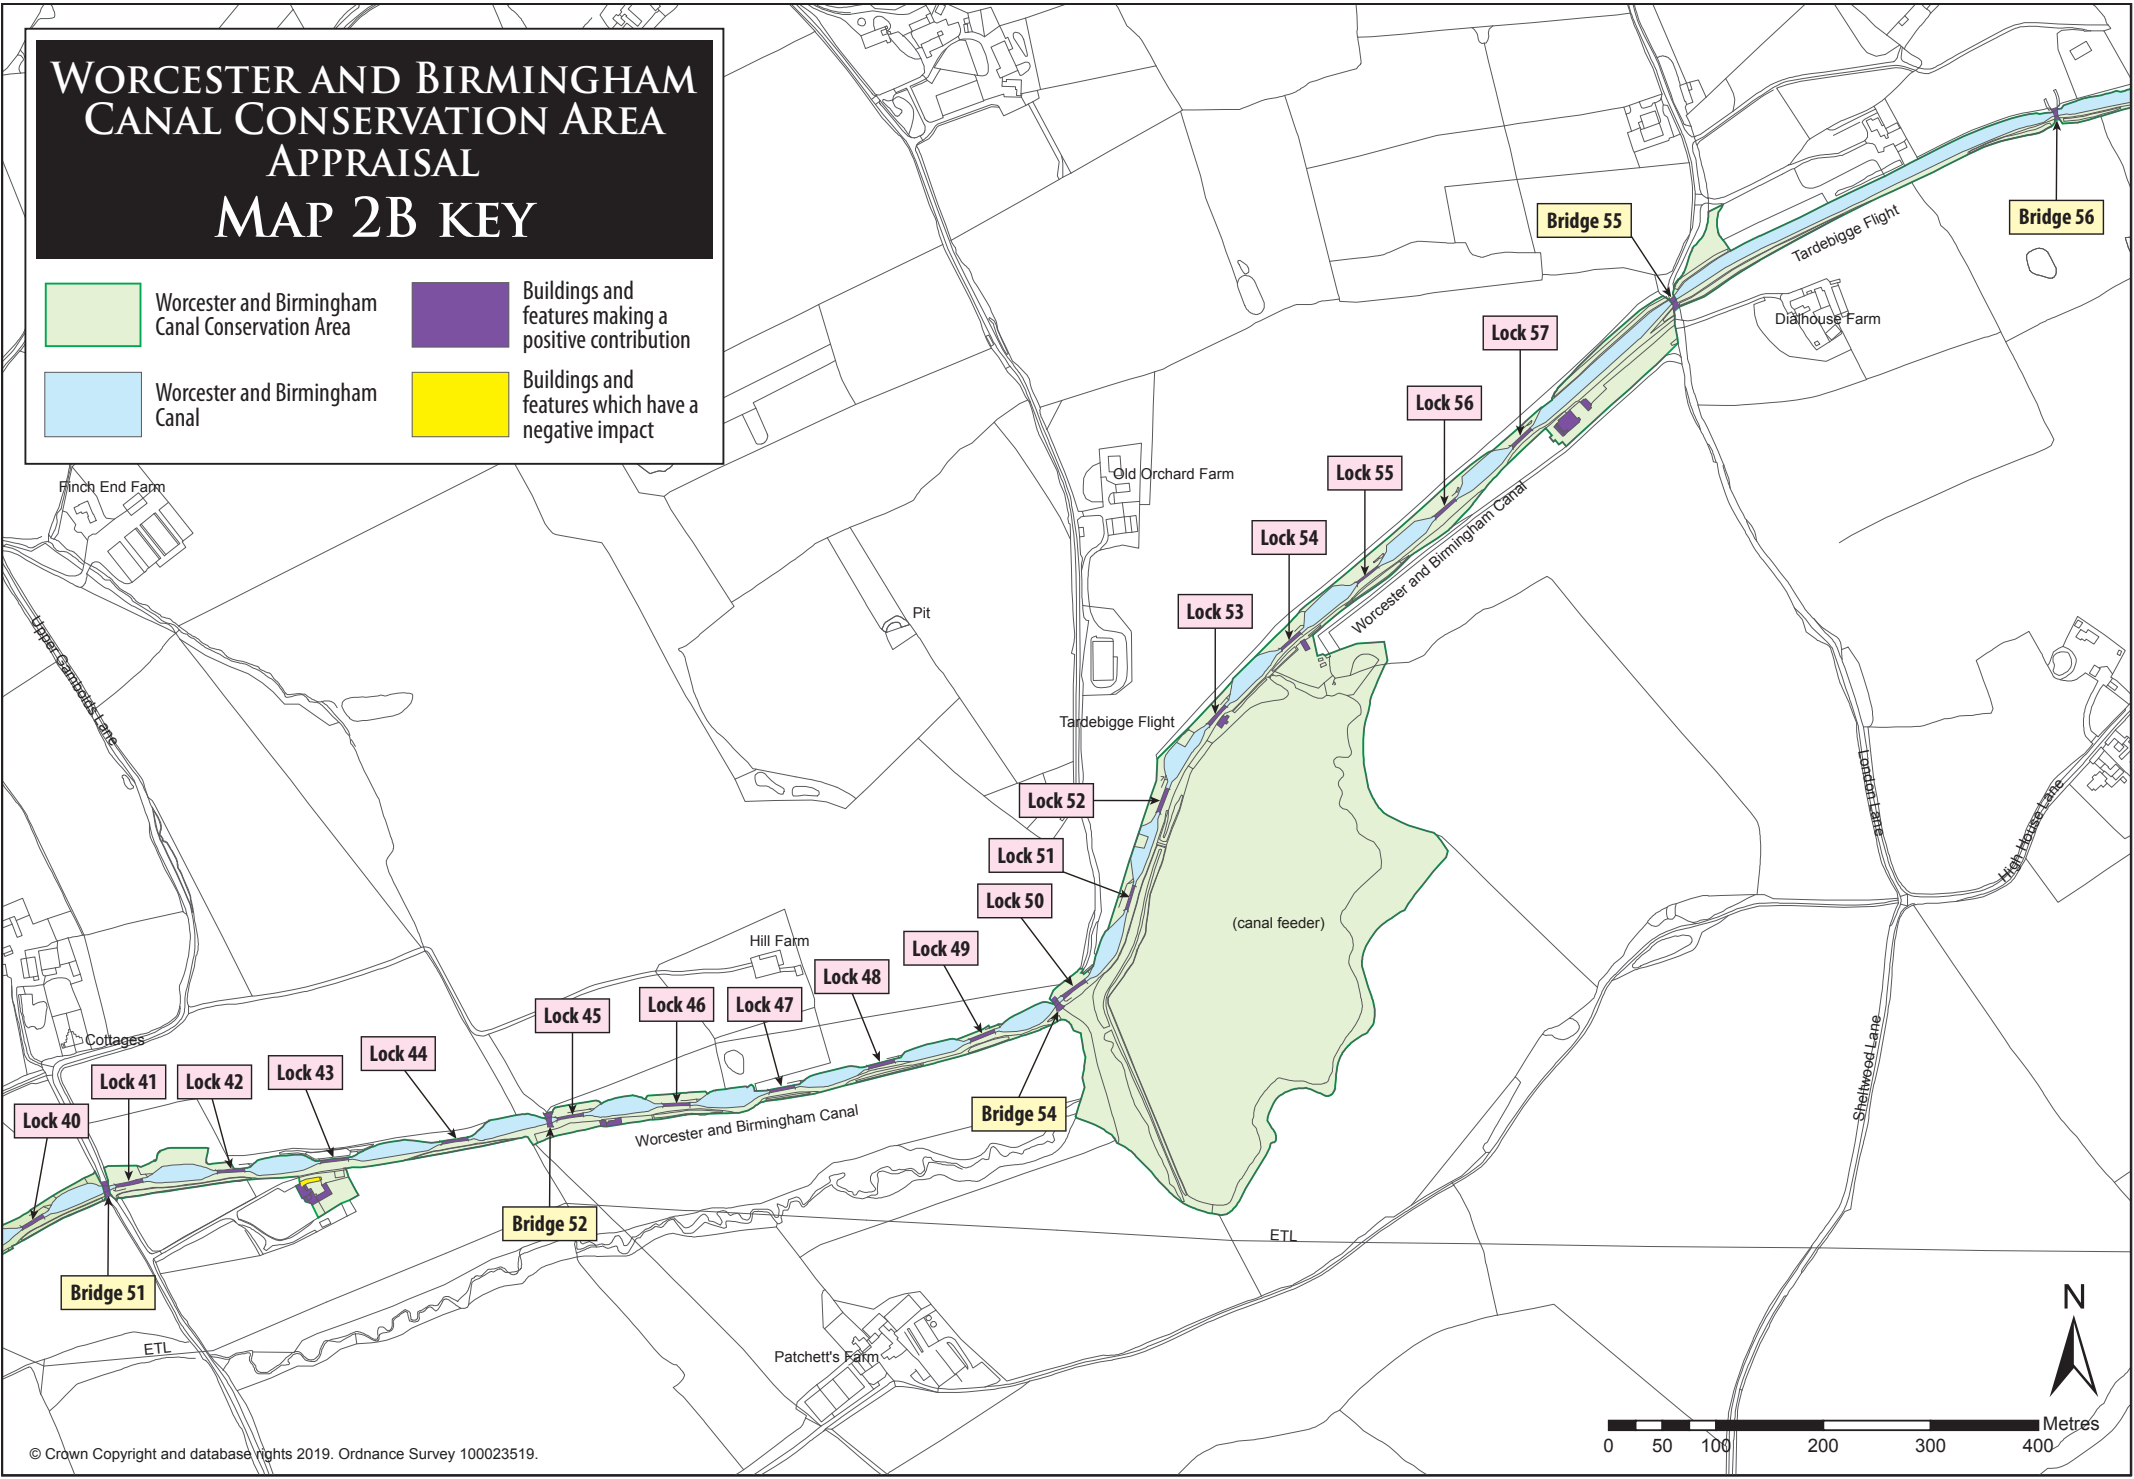 WORCESTER AND BIRMINGHAM
CANAL CONSERVATION AREA
APPRAISAL
MAP 2B KEY
Worcester and Birmingham
Canal Conservation Area
Buildings and
features making a
positive contribution
Worcester and Birmingham
Canal
Buildings and
features which have a
negative impact
Bridge 55
Bridge 56
Tardebigge Flight
Dialhouse Farm
Lock 57
Lock 56
Lock 55
Old Orchard Farm
Finch End Farm
Worcester and Birmingham Canal
Lock 54
Lock 53
Pit
Upper Gambolds Lane
Tardebigge Flight
London Lane
High House Lane
Lock 52
Lock 51
Lock 50
(canal feeder)
Hill Farm
Lock 49
Lock 48
Lock 47
Lock 46
Lock 45
Cottages
Lock 44
Lock 43
Lock 42
Lock 41
Lock 40
Sheltwood Lane
Bridge 54
Worcester and Birmingham Canal
Bridge 52
ETL
Bridge 51
ETL
Patchett's Farm
N
Metres
0 50 100 200 300 400
© Crown Copyright and database rights 2019. Ordnance Survey 100023519.